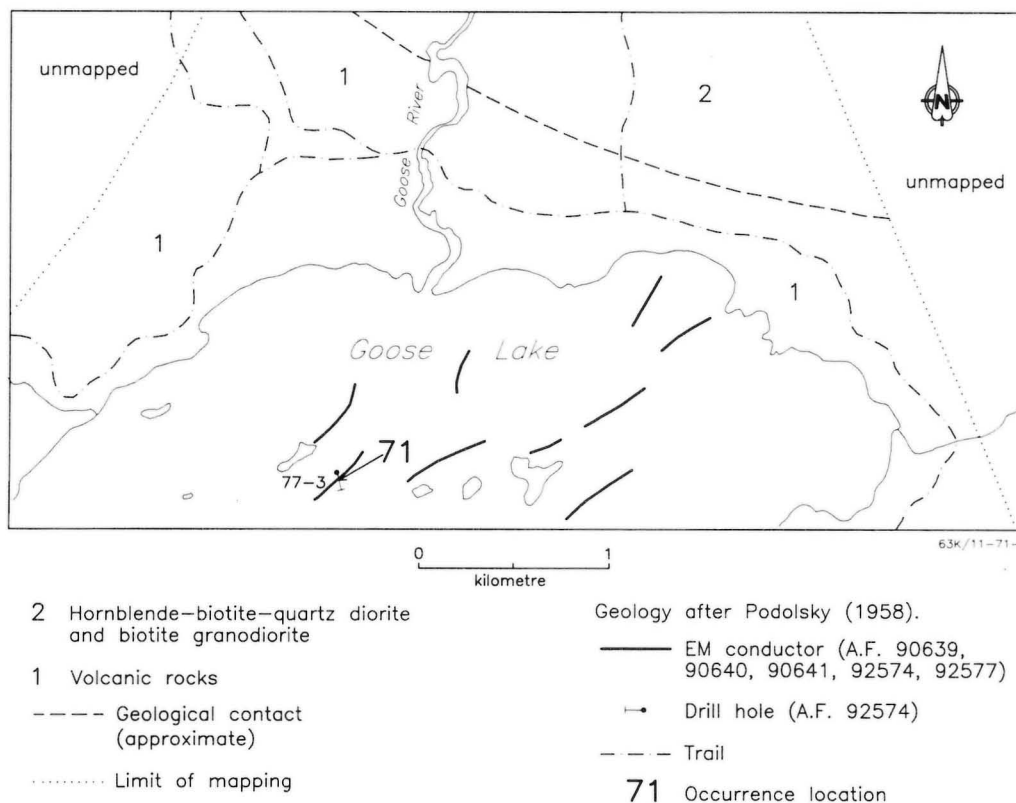 unmapped
1
Goose River
2
N
unmapped
1
1
Goose Lake
71
77-3
63K/11-71-
0 1
kilometre
2 Hornblende-biotite-quartz diorite
and biotite granodiorite
1 Volcanic rocks
Geological contact
(approximate)
Limit of mapping
Geology after Podolsky (1958).
EM conductor (A.F. 90639,
90640, 90641, 92574, 92577)
Drill hole (A.F. 92574)
Trail
71 Occurrence location